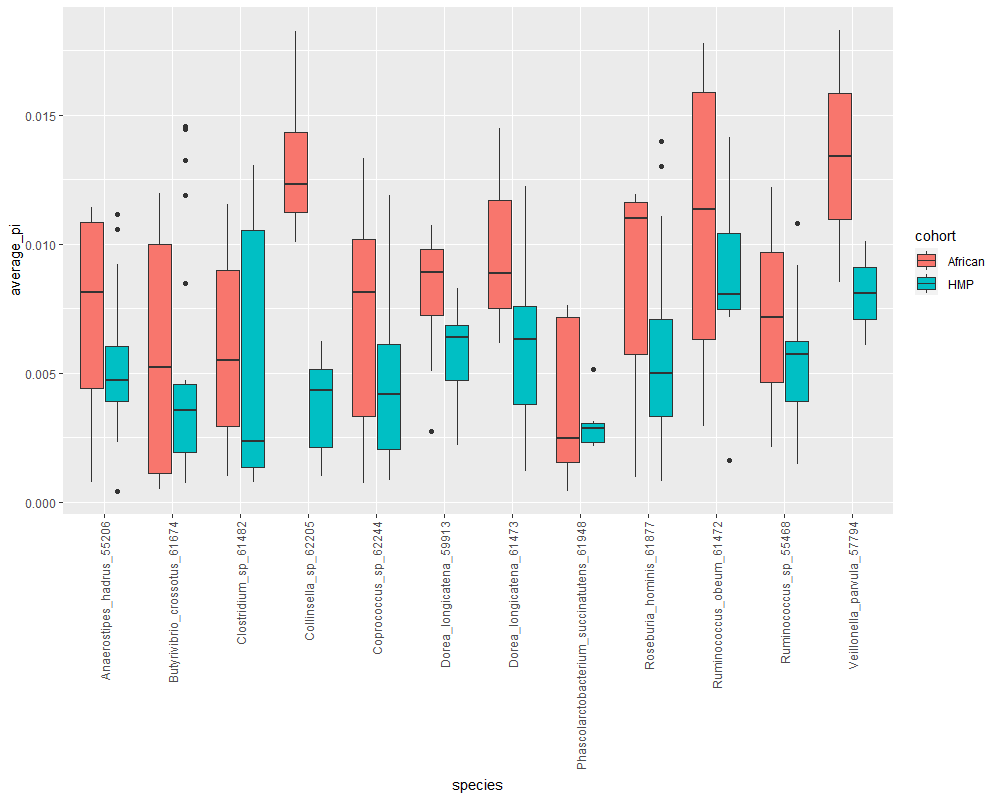 average_pi
0.015
0.010
0.005
0.000
Anaerostipes_hadrus_55206
Butyrivibrio_crossotus_61674
Clostridium_sp_61482
Collinsella_sp_62205
Coprococcus_sp_62244
Dorea_longicatena_59913
Dorea_longicatena_61473
Phascolarctobacterium_succinatutens_61948
Roseburia_hominis_61877
Ruminococcus_obeum_61472
Ruminococcus_sp_55468
Veillonella_parvula_57794
species
cohort
African
HMP